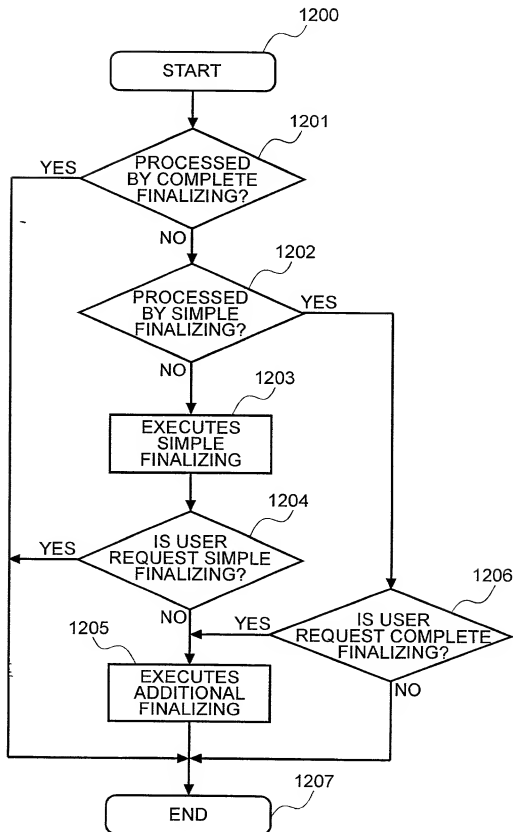 1200
START
1201
YES
PROCESSED
BY COMPLETE
FINALIZING?
NO
1202
PROCESSED
BY SIMPLE
FINALIZING?
YES
NO
1203
EXECUTES
SIMPLE
FINALIZING
1204
YES
IS USER
REQUEST SIMPLE
FINALIZING?
NO
1206
YES
IS USER
REQUEST COMPLETE
FINALIZING?
NO
1205
EXECUTES
ADDITIONAL
FINALIZING
1207
END